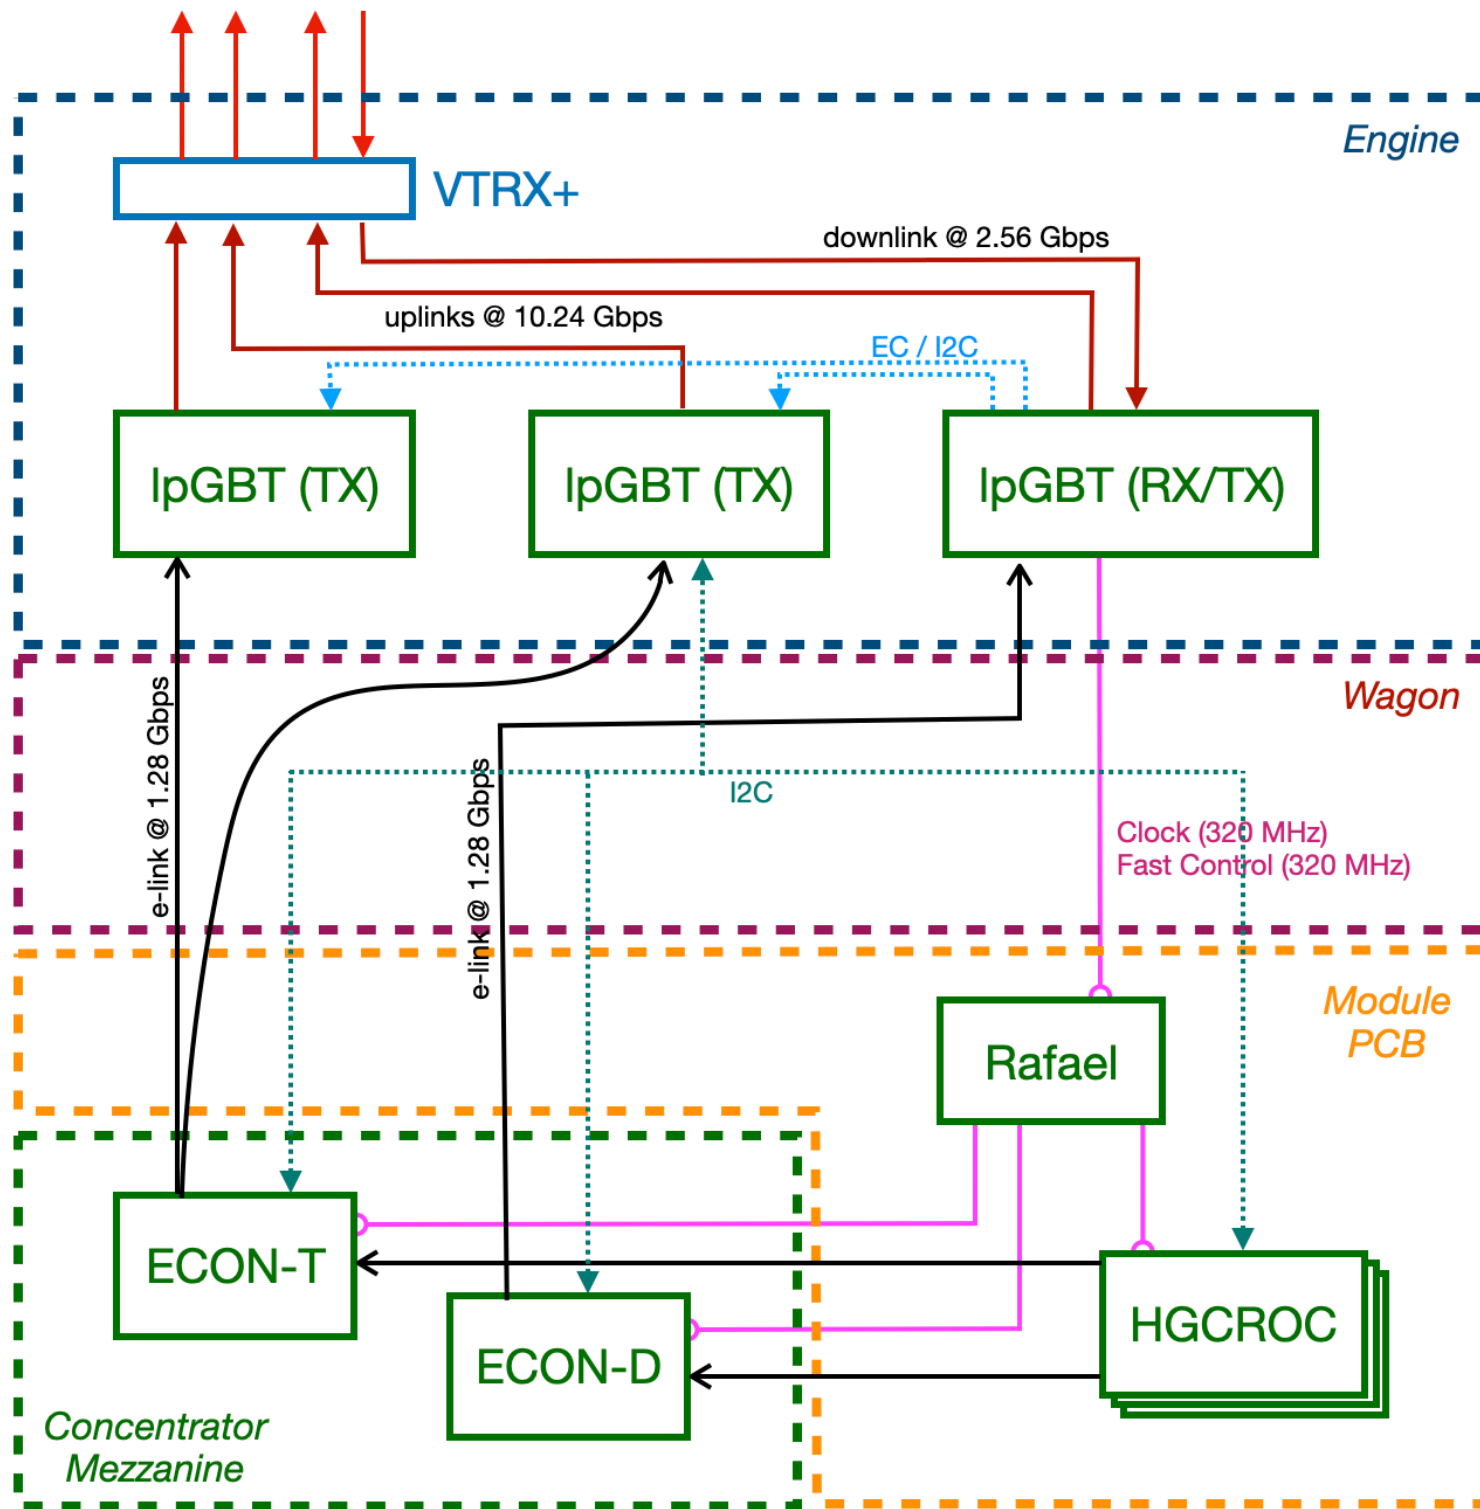 Engine
VTRX+
downlink @ 2.56 Gbps
uplinks @ 10.24 Gbps
EC / I2C
lpGBT (TX)
lpGBT (TX)
lpGBT (RX/TX)
Wagon
e-link @ 1.28 Gbps
e-link @ 1.28 Gbps
I2C
Clock (320 MHz)
Fast Control (320 MHz)
Module
PCB
Rafael
ECON-T
ECON-D
HGCROC
Concentrator
Mezzanine